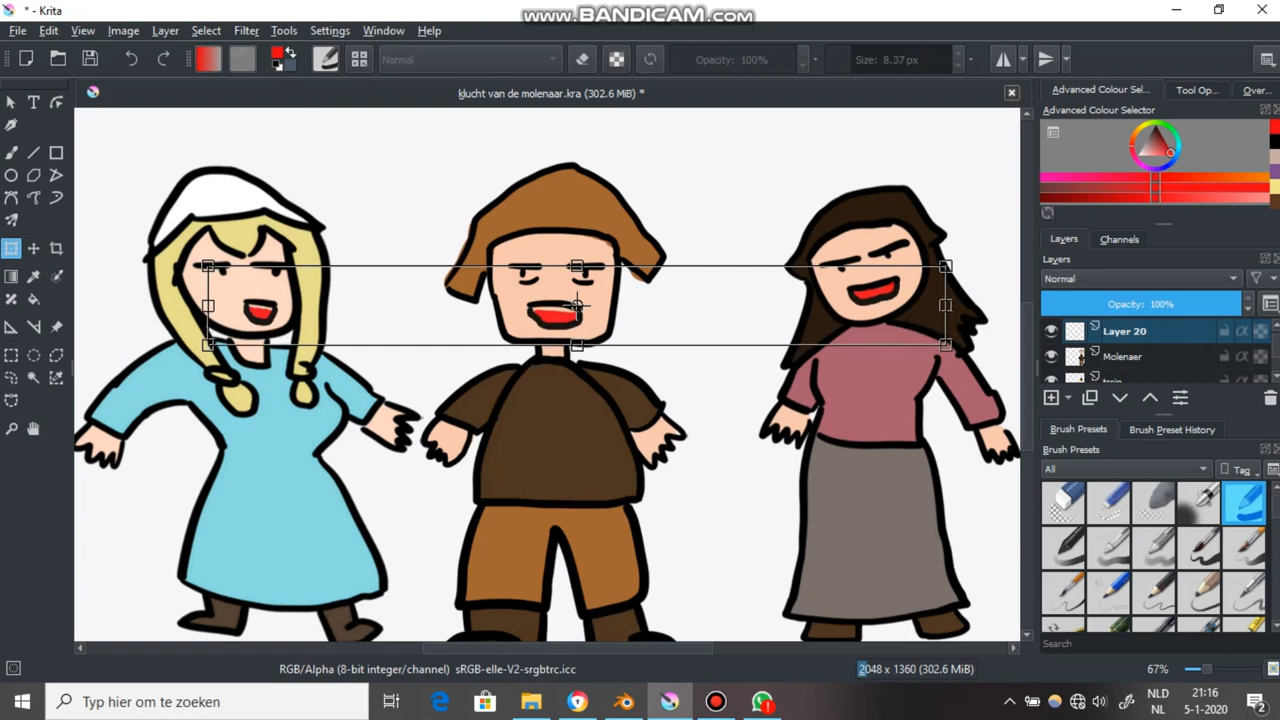 * - Krita
www.BANDICAM.com
File Edit View Image Layer Select Filter Tools Settings Window Help
Normal
Opacity: 100%
Size: 8.37 px
klucht van de molenaar.kra (302.6 MiB) *
Advanced Colour Sel... Tool Op... Over...
Advanced Colour Selector
Layers Channels
Layers
Normal
Opacity: 100%
Layer 20
Molenaer
Brush Presets Brush Preset History
Brush Presets
All Tag
Search
RGB/Alpha (8-bit integer/channel) sRGB-elle-V2-srgbtrc.icc
2048 x 1360 (302.6 MiB)
67%
Typ hier om te zoeken
NLD 21:16
NL 5-1-2020
2